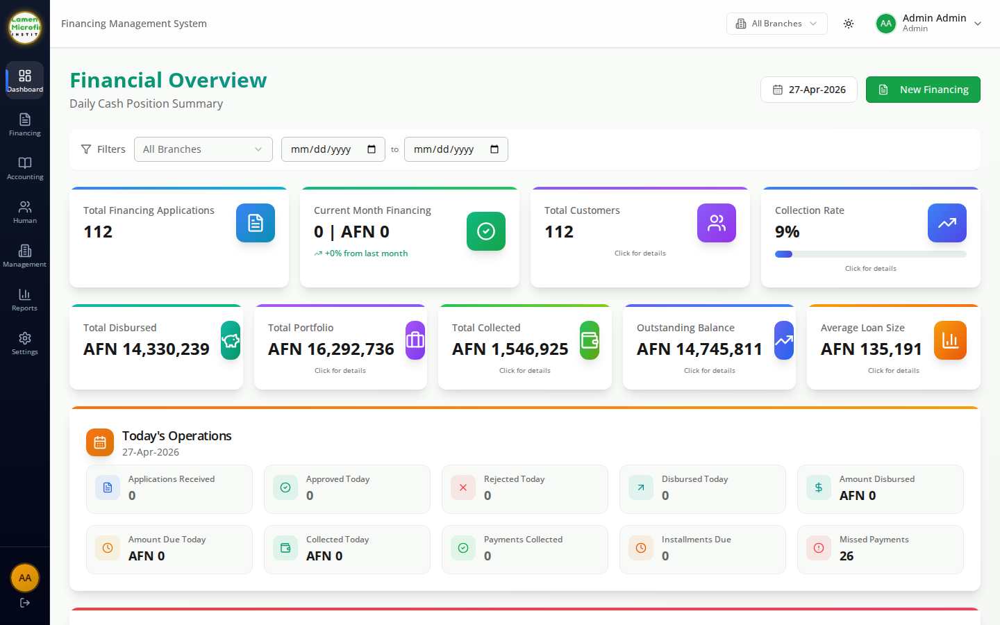 Lamen
Microfi
INSTIT
Financing Management System
All Branches
AA
Admin Admin
Admin
Dashboard
Financing
Accounting
Human
Management
Reports
Settings
AA
Financial Overview
Daily Cash Position Summary
27-Apr-2026
New Financing
Filters
All Branches
mm/dd/yyyy
to
mm/dd/yyyy
Total Financing Applications
112
Current Month Financing
0 | AFN 0
+0% from last month
Total Customers
112
Click for details
Collection Rate
9%
Click for details
Total Disbursed
AFN 14,330,239
Total Portfolio
AFN 16,292,736
Click for details
Total Collected
AFN 1,546,925
Click for details
Outstanding Balance
AFN 14,745,811
Click for details
Average Loan Size
AFN 135,191
Click for details
Today's Operations
27-Apr-2026
Applications Received
0
Approved Today
0
Rejected Today
0
Disbursed Today
0
Amount Disbursed
AFN 0
Amount Due Today
AFN 0
Collected Today
AFN 0
Payments Collected
0
Installments Due
0
Missed Payments
26